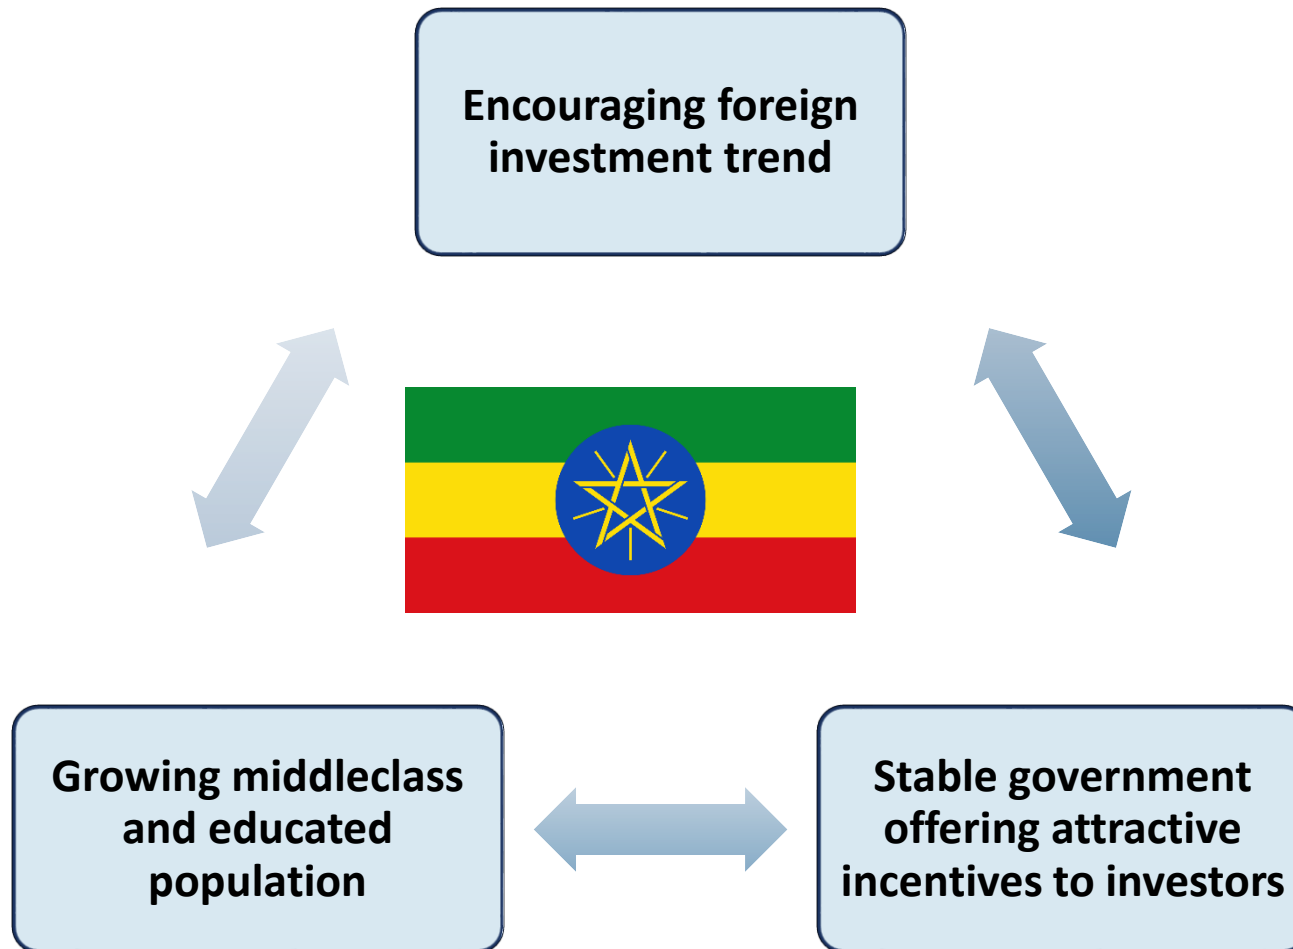 Encouraging foreign
investment trend
Growing middleclass
and educated
population
Stable government
offering attractive
incentives to investors